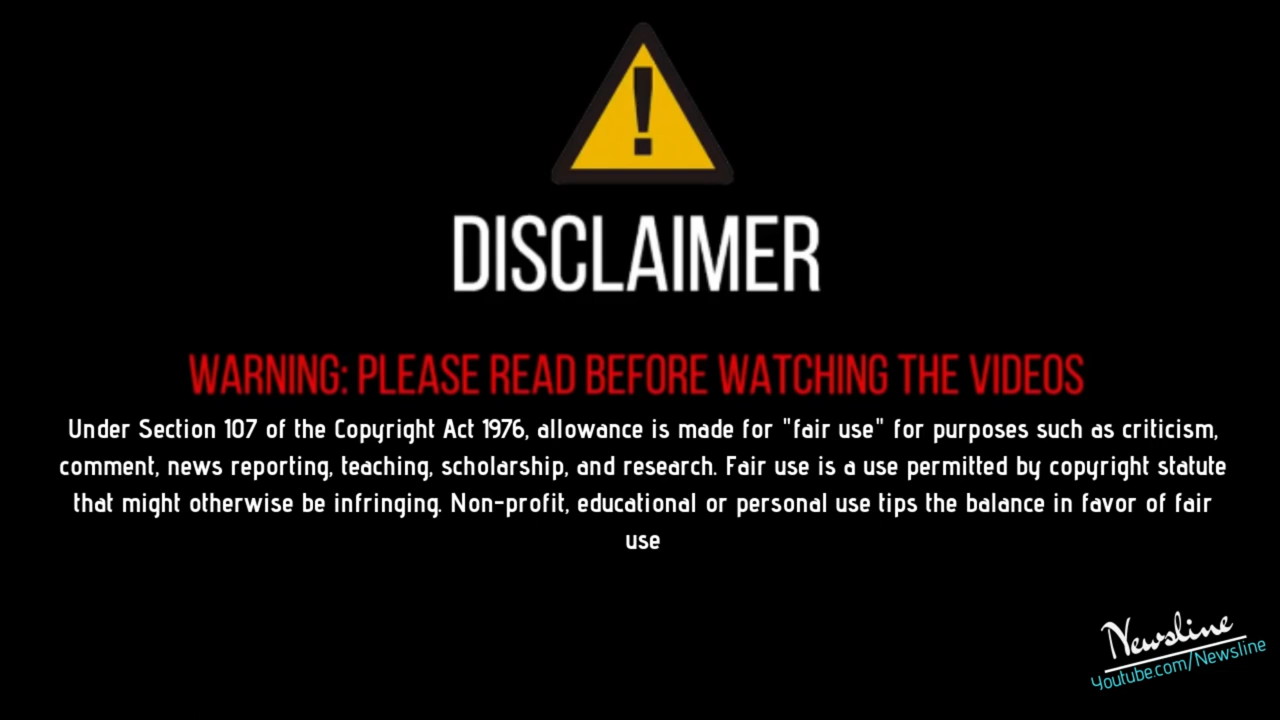 DISCLAIMER
WARNING: PLEASE READ BEFORE WATCHING THE VIDEOS
Under Section 107 of the Copyright Act 1976, allowance is made for "fair use" for purposes such as criticism,
comment, news reporting, teaching, scholarship, and research. Fair use is a use permitted by copyright statute
that might otherwise be infringing. Non-profit, educational or personal use tips the balance in favor of fair
use
Newsline
Youtube.com/Newsline